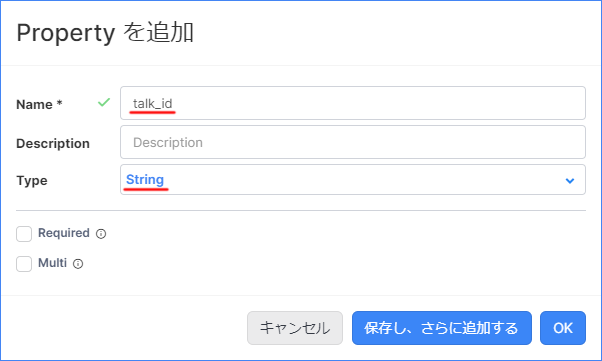 Property を追加
Name * talk_id
Description Description
Type String
Required
Multi
キャンセル 保存し、さらに追加する OK